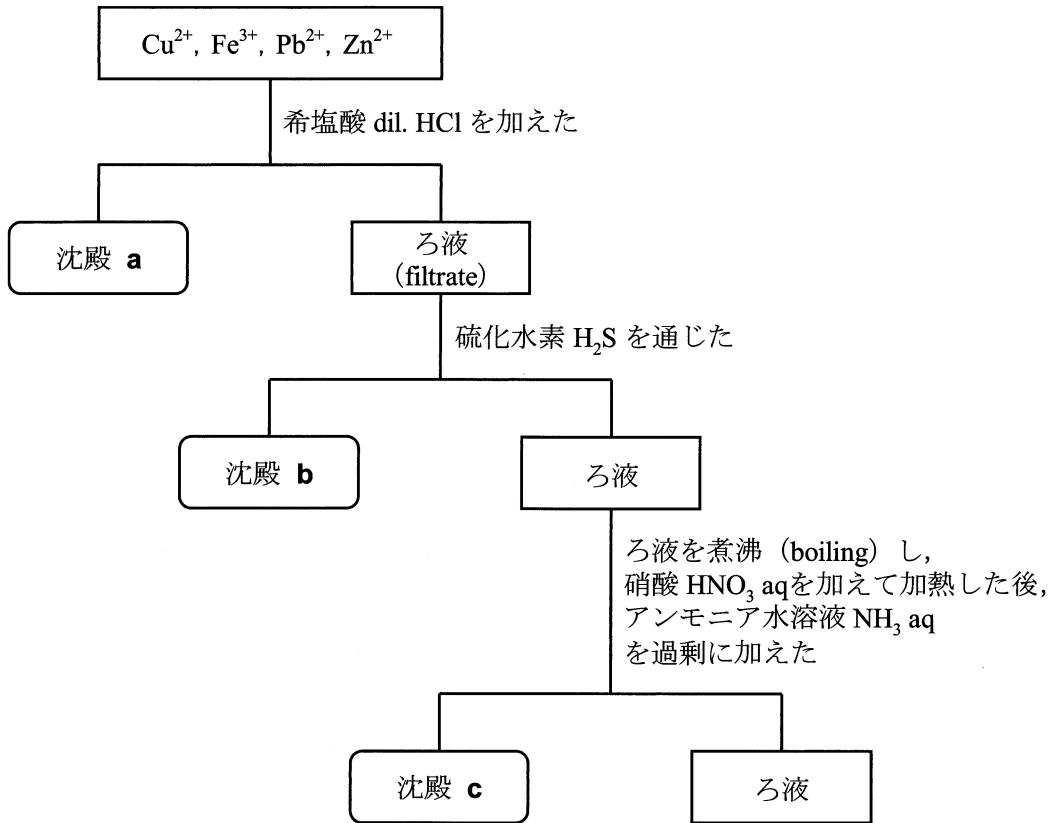 Cu²⁺, Fe³⁺, Pb²⁺, Zn²⁺
希塩酸 dil. HCl を加えた
沈殿 a
ろ液
(filtrate)
硫化水素 H₂S を通じた
沈殿 b
ろ液
ろ液を煮沸（boiling）し，
硝酸 HNO₃ aqを加えて加熱した後，
アンモニア水溶液 NH₃ aq
を過剰に加えた
沈殿 c
ろ液